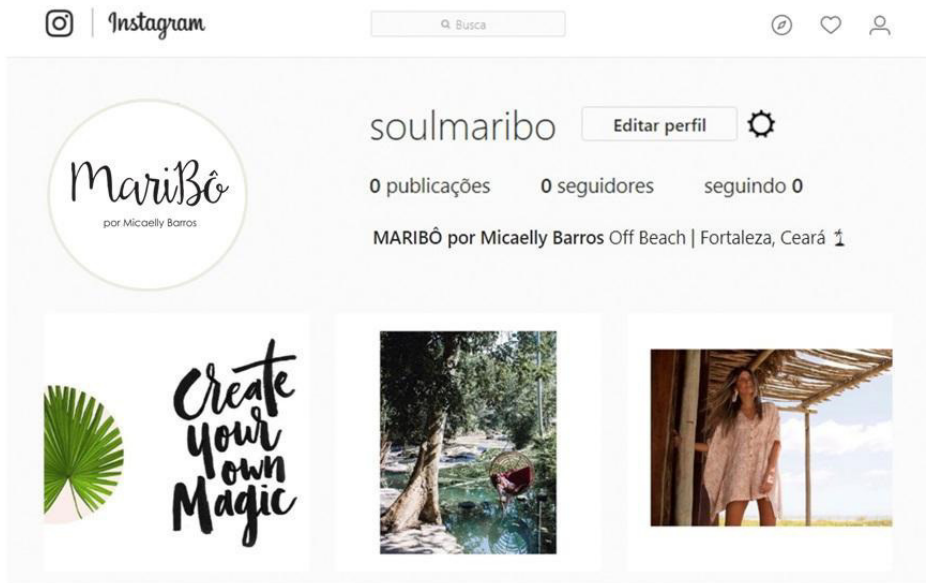 Instagram
Busca
MariBô
por Micaelly Barros
soulmaribo Editar perfil
0 publicações 0 seguidores seguindo 0
MARIBÔ por Micaelly Barros Off Beach | Fortaleza, Ceará
Create
your
own
Magic